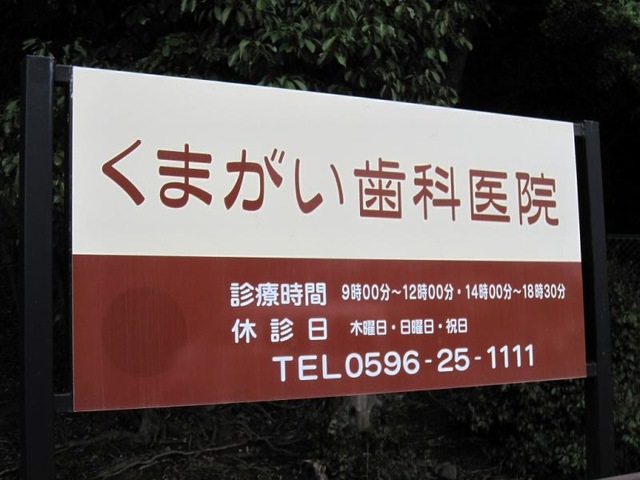 くまがい歯科医院
診療時間 9時00分～12時00分・14時00分～18時30分
休診日 木曜日・日曜日・祝日
TEL0596-25-1111